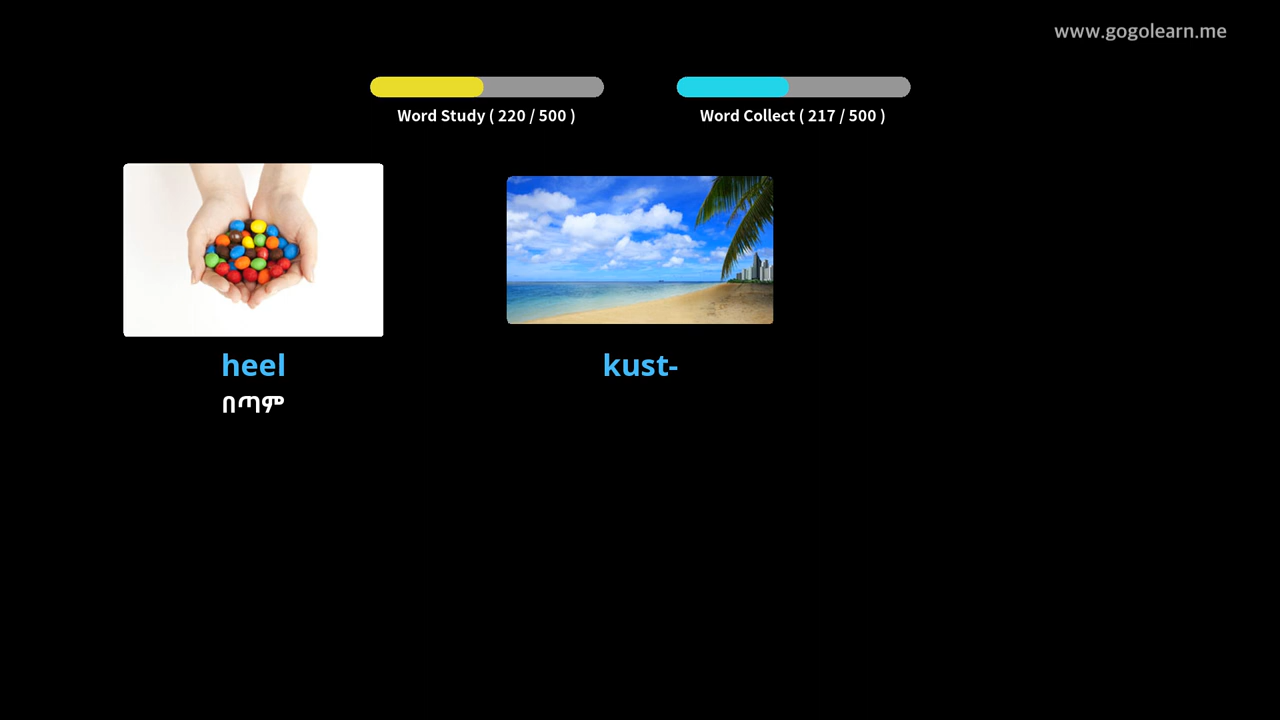 www.gogolearn.me
Word Study ( 220 / 500 )
Word Collect ( 217 / 500 )
heel
በጣም
kust-